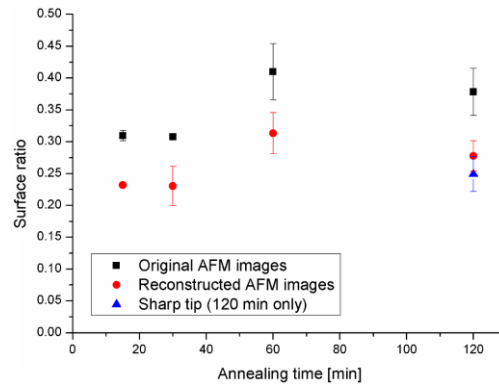 0.50
0.45
0.40
0.35
0.30
0.25
0.20
0.15
0.10
0.05
0.00
Surface ratio
Original AFM images
Reconstructed AFM images
Sharp tip (120 min only)
0 20 40 60 80 100 120
Annealing time [min]